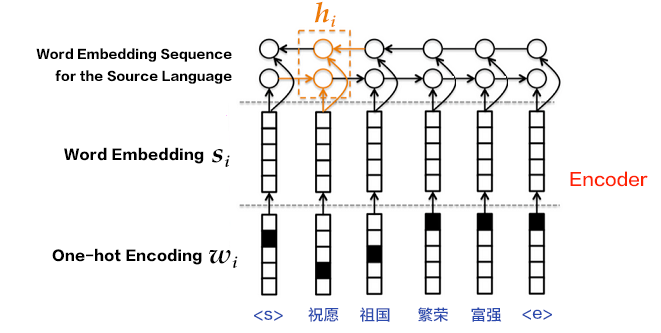 h_i
Word Embedding Sequence
for the Source Language
Word Embedding s_i
Encoder
One-hot Encoding w_i
<s> 祝愿 祖国 繁荣 富强 <e>